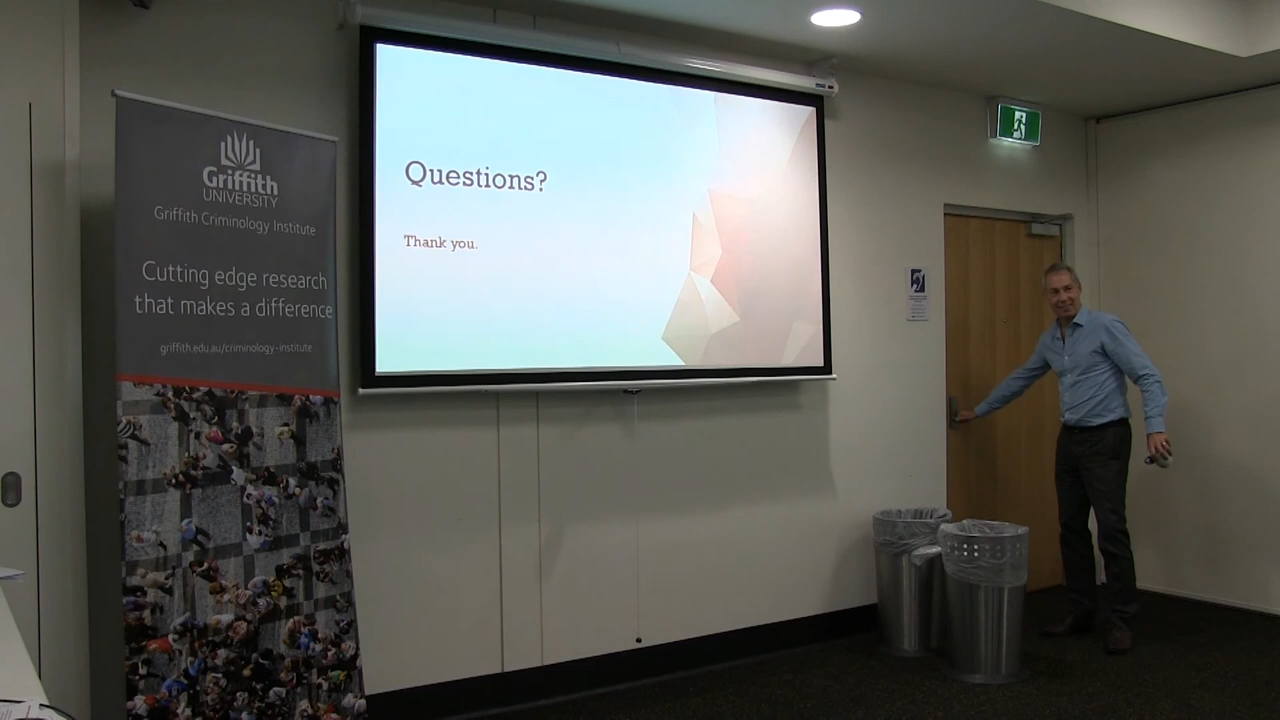 Griffith
UNIVERSITY
Griffith Criminology Institute
Cutting edge research
that makes a difference
griffith.edu.au/criminology-institute
Questions?
Thank you.